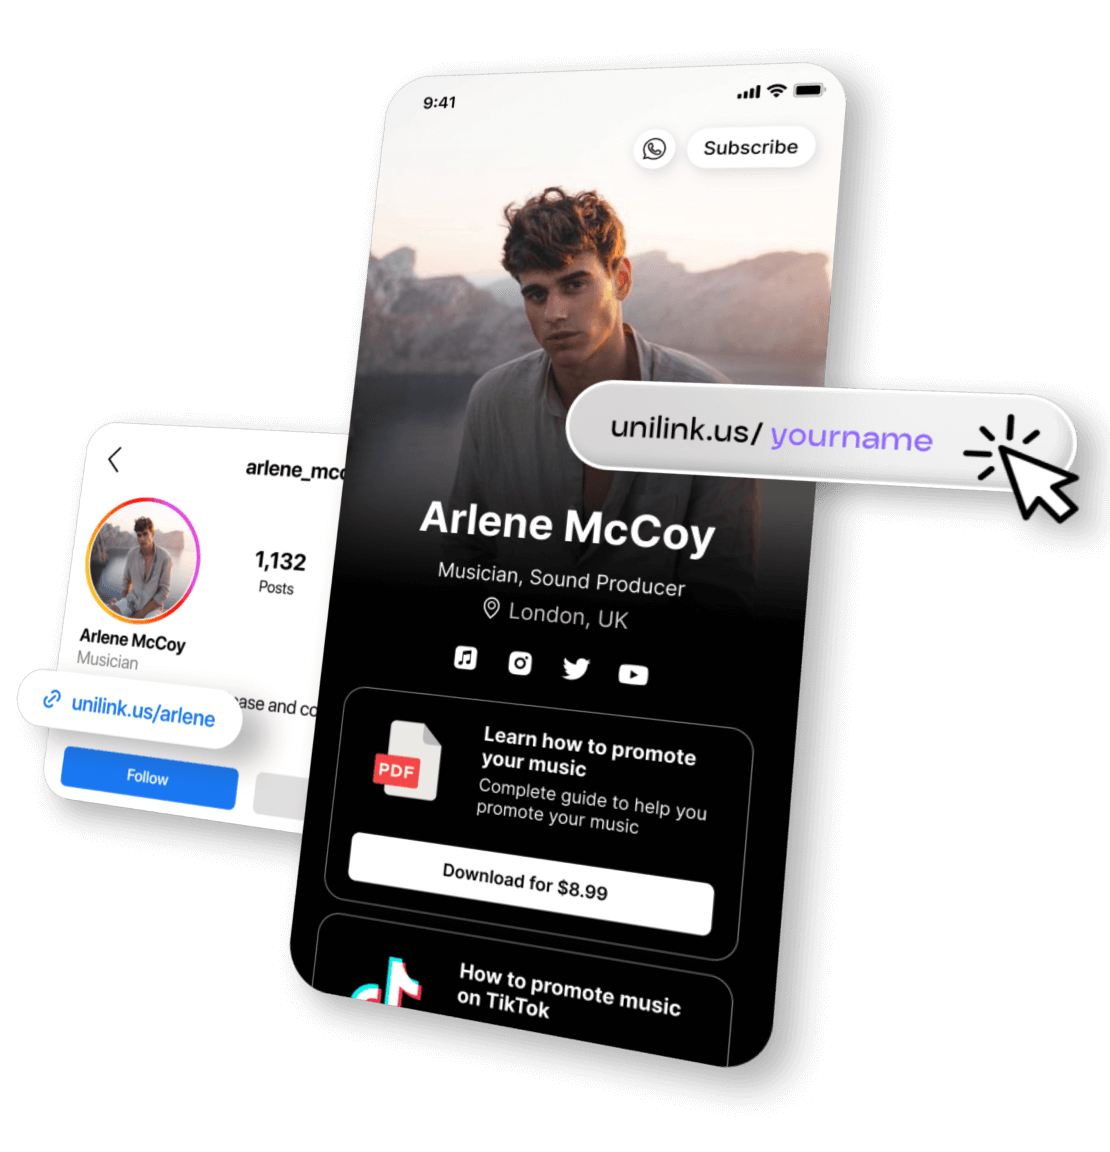 9:41
Subscribe
unilink.us/ yourname
Arlene McCoy
Musician, Sound Producer
London, UK
PDF
Learn how to promote
your music
Complete guide to help you
promote your music
Download for $8.99
How to promote music
on TikTok
1,132
Posts
Arlene McCoy
Musician
unilink.us/arlene
and
Follow